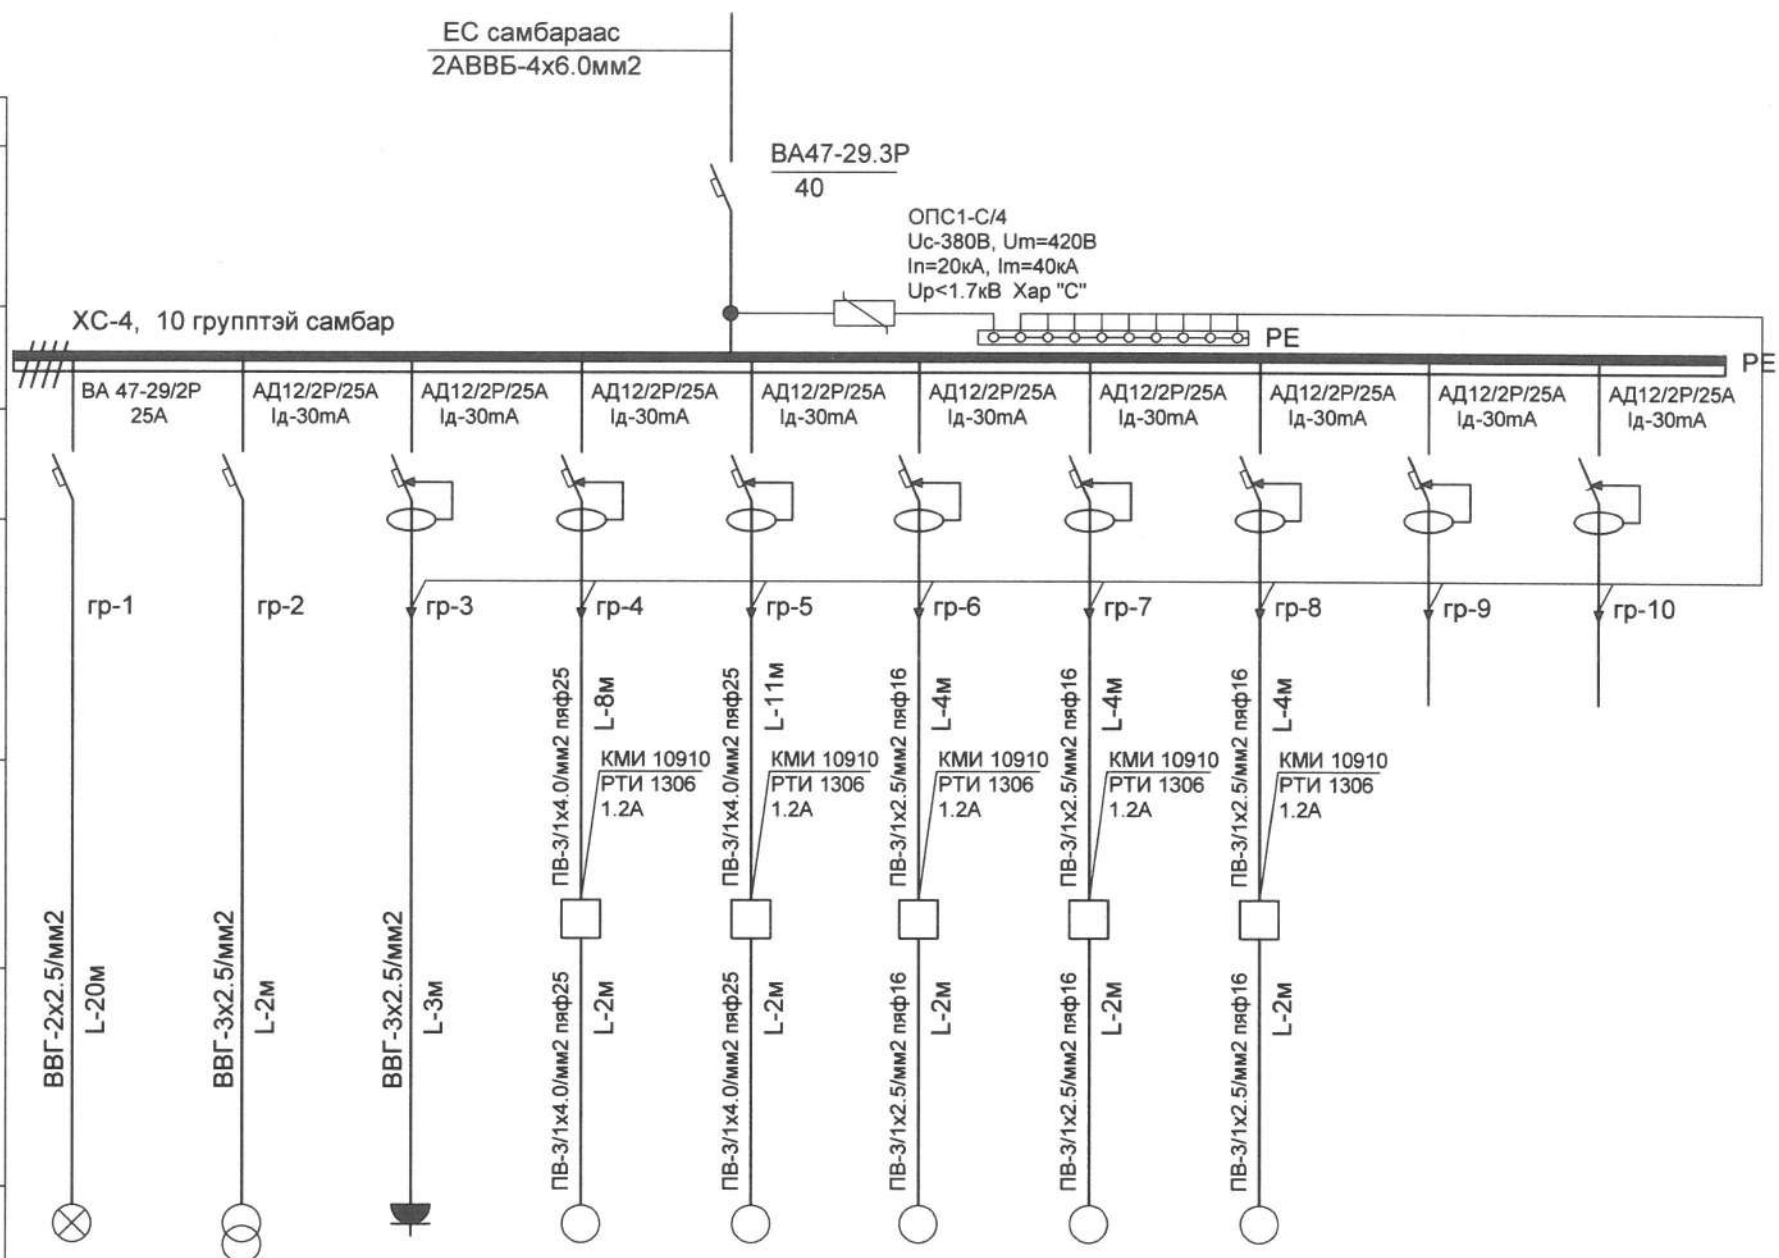 ЕС самбараас
2АВВБ-4х6.0мм2
ВА47-29.3Р
40
ОПС1-С/4
Uc-380В, Um=420В
In=20кА, Im=40кА
Up<1.7кВ Хар "С"
ХС-4, 10 групптэй самбар
РЕ
РЕ
ВА 47-29/2Р
25А
АД12/2Р/25А
Iд-30mA
АД12/2Р/25А
Iд-30mA
АД12/2Р/25А
Iд-30mA
АД12/2Р/25А
Iд-30mA
АД12/2Р/25А
Iд-30mA
АД12/2Р/25А
Iд-30mA
АД12/2Р/25А
Iд-30mA
АД12/2Р/25А
Iд-30mA
АД12/2Р/25А
Iд-30mA
гр-1
гр-2
гр-3
гр-4
гр-5
гр-6
гр-7
гр-8
гр-9
гр-10
ПВ-3/1х4.0/мм2 пяф25
L-8м
ПВ-3/1х4.0/мм2 пяф25
L-11м
ПВ-3/1х2.5/мм2 пяф16
L-4м
ПВ-3/1х2.5/мм2 пяф16
L-4м
ПВ-3/1х2.5/мм2 пяф16
L-4м
КМИ 10910
РТИ 1306
1.2А
КМИ 10910
РТИ 1306
1.2А
КМИ 10910
РТИ 1306
1.2А
КМИ 10910
РТИ 1306
1.2А
КМИ 10910
РТИ 1306
1.2А
ВВГ-2х2.5/мм2
L-20м
ВВГ-3х2.5/мм2
L-2м
ВВГ-3х2.5/мм2
L-3м
ПВ-3/1х4.0/мм2 пяф25
L-2м
ПВ-3/1х4.0/мм2 пяф25
L-2м
ПВ-3/1х2.5/мм2 пяф16
L-2м
ПВ-3/1х2.5/мм2 пяф16
L-2м
ПВ-3/1х2.5/мм2 пяф16
L-2м